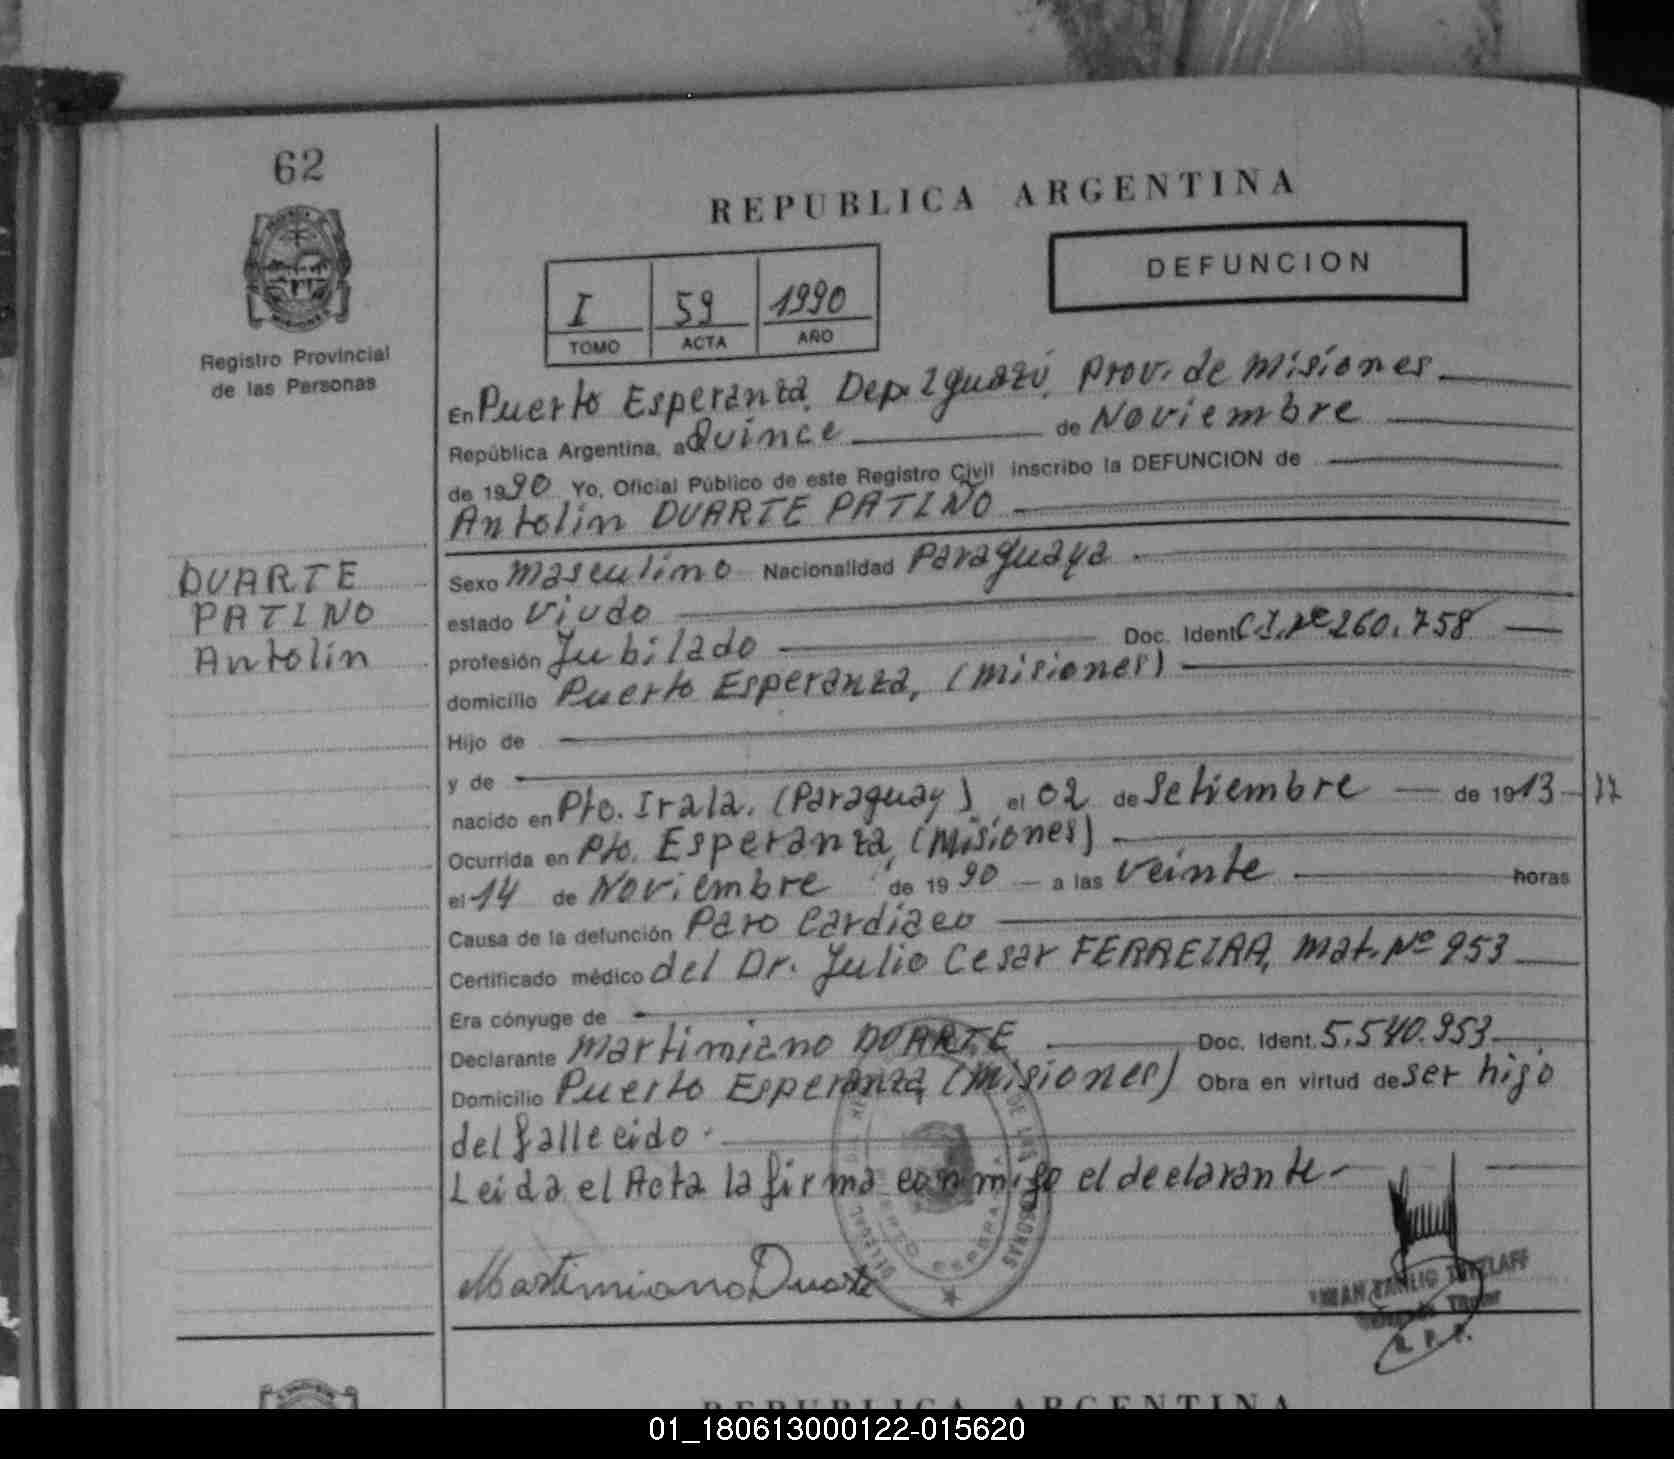 62
REPUBLICA ARGENTINA
DEFUNCION
I 59 1990
TOMO ACTA AÑO
Registro Provincial
de las Personas
En Puerto Esperanza, Dep. Iguazú, Prov. de Misiones
República Argentina, a Quince de Noviembre
de 1990 Yo, Oficial Público de este Registro Civil inscribo la DEFUNCION de
Antolin DUARTE PATIÑO
DUARTE
PATIÑO
Antolin
Sexo Masculino Nacionalidad Paraguaya
estado Viudo
profesión Jubilado Doc. Ident C.I. Nº 260.758
domicilio Puerto Esperanza, (Misiones)
Hijo de
y de
nacido en Pto. Irala. (Paraguay) el 02 de Setiembre de 1913 - 77
Ocurrida en Pto. Esperanza, (Misiones)
el 14 de Noviembre de 1990 a las veinte horas
Causa de la defunción Paro Cardiaco
Certificado médico del Dr. Julio Cesar FERREIRA, Mat. Nº 953
Era cónyuge de
Declarante Martimiano DUARTE Doc. Ident. 5.540.953
Domicilio Puerto Esperanza, (Misiones) Obra en virtud de ser hijo
del fallecido.
Leida el Acta la firma conmigo el declarante
Martimiano Duarte
REPUBLICA ARGENTINA
01_180613000122-015620